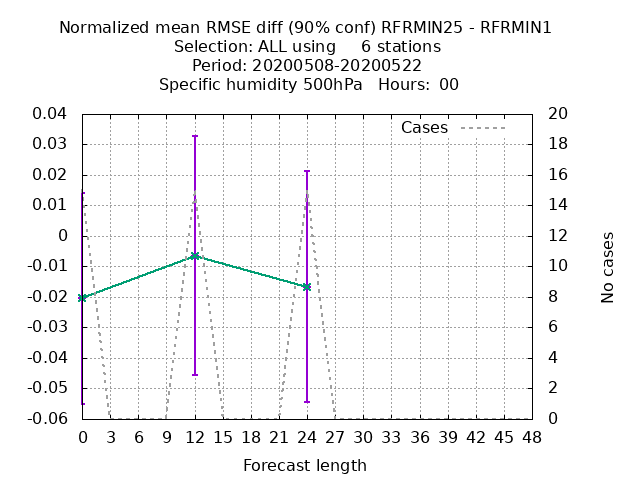 Normalized mean RMSE diff (90% conf) RFRMIN25 - RFRMIN1
Selection: ALL using     6 stations
Period: 20200508-20200522
Specific humidity 500hPa   Hours:  00
0.04
0.03
0.02
0.01
0
-0.01
-0.02
-0.03
-0.04
-0.05
-0.06
20
18
16
14
12
10
8
6
4
2
0
Cases
No cases
0 3 6 9 12 15 18 21 24 27 30 33 36 39 42 45 48
Forecast length